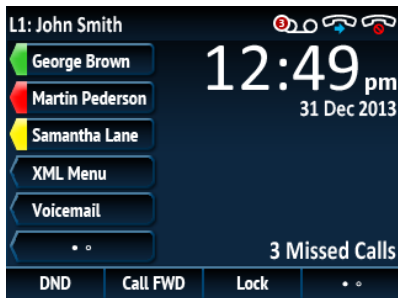 L1: John Smith
3
George Brown
12:49 pm
Martin Pederson
31 Dec 2013
Samantha Lane
XML Menu
Voicemail
3 Missed Calls
DND Call FWD Lock